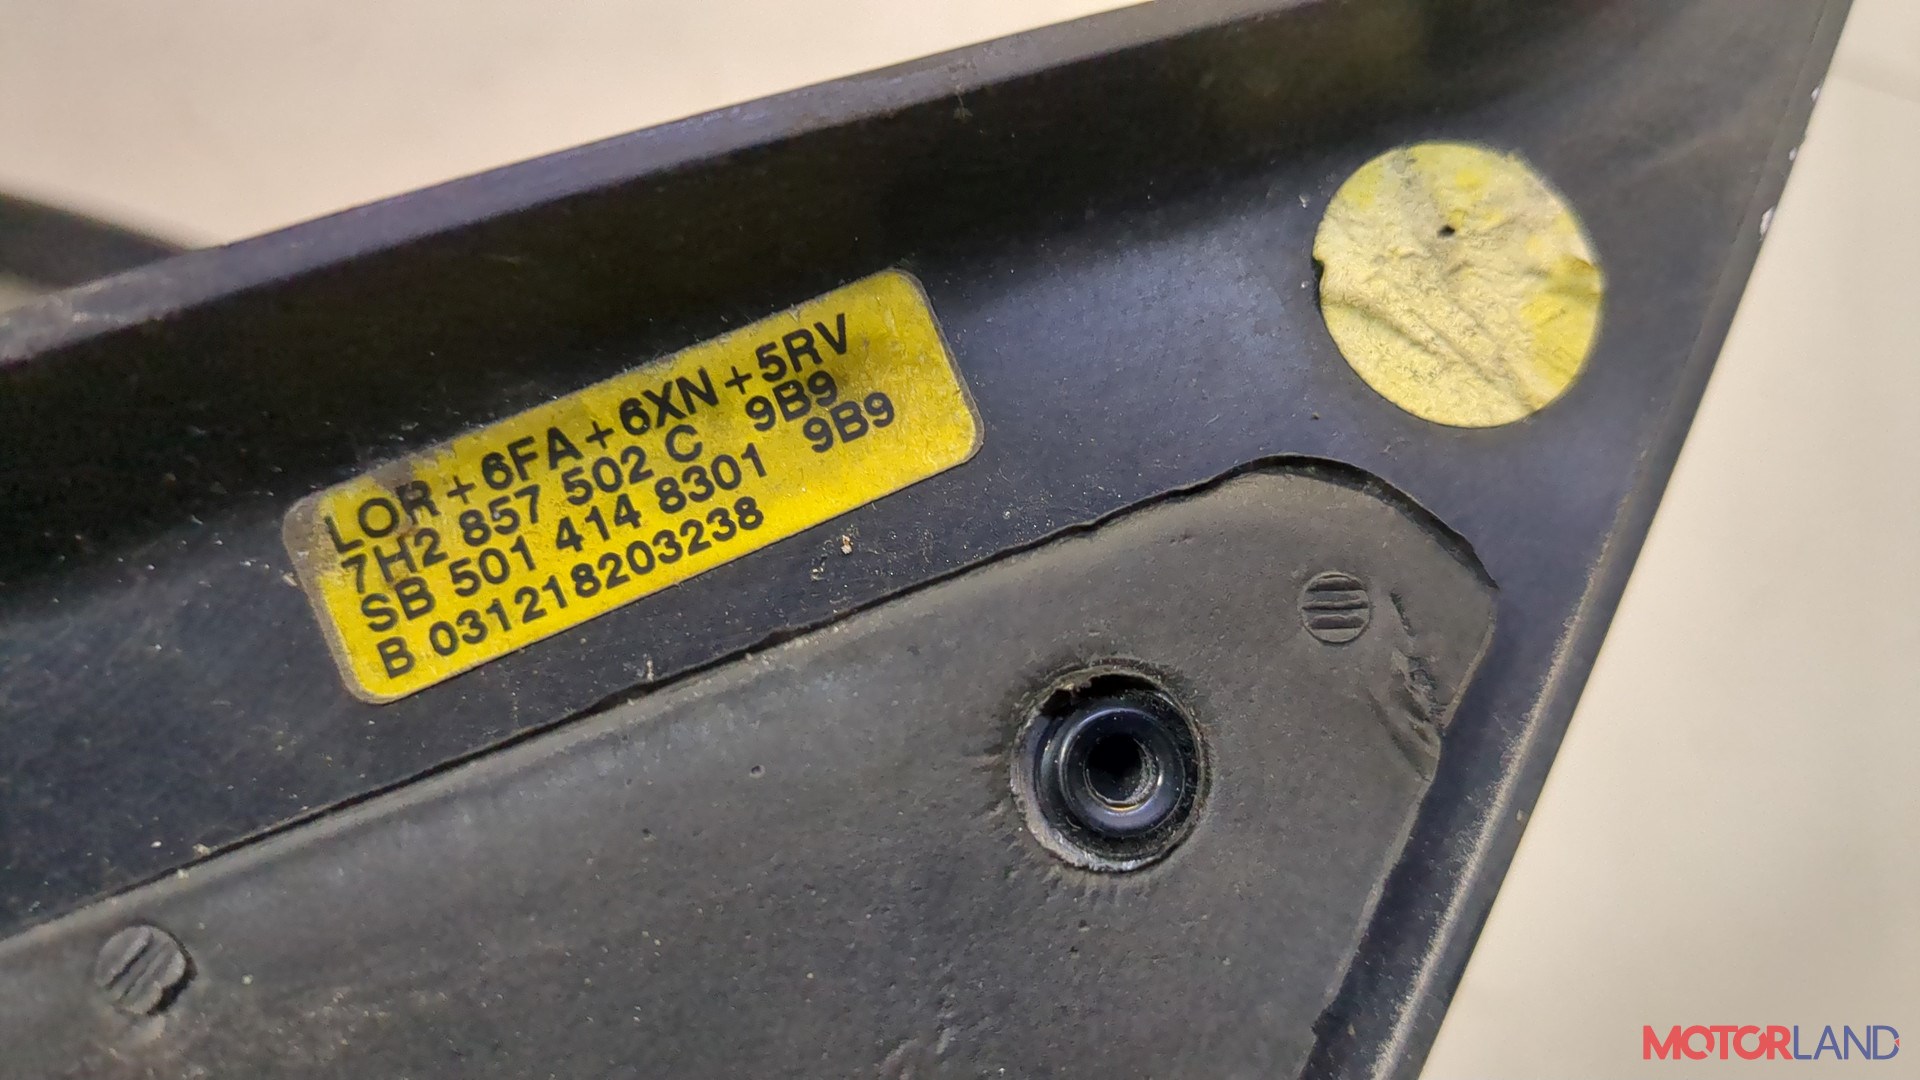 LOR+6FA+6XN+5RV
7H2 857 502 C 9B9
SB 501 414 8301 9B9
B 031218203238
MOTORLAND